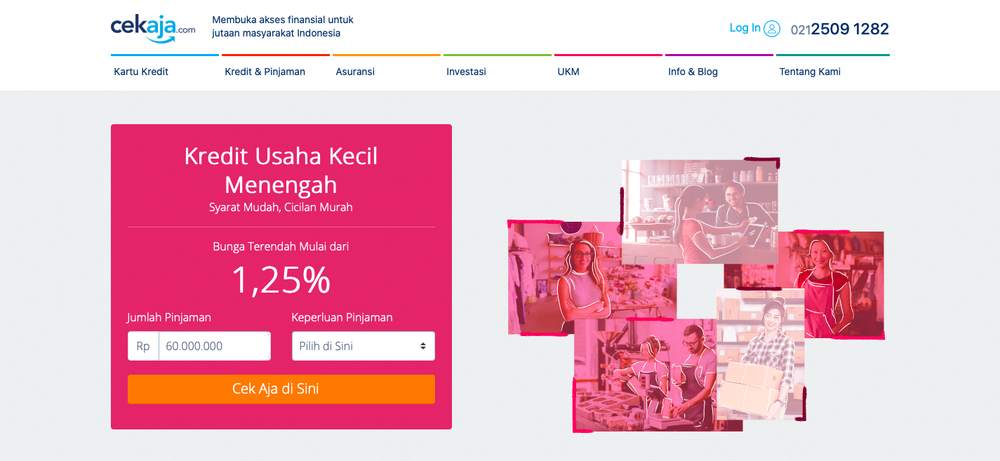 cekaja.com
Membuka akses finansial untuk
jutaan masyarakat Indonesia
Log In
021 2509 1282
Kartu Kredit
Kredit & Pinjaman
Asuransi
Investasi
UKM
Info & Blog
Tentang Kami
Kredit Usaha Kecil
Menengah
Syarat Mudah, Cicilan Murah
Bunga Terendah Mulai dari
1,25%
Jumlah Pinjaman
Keperluan Pinjaman
Rp 60.000.000
Pilih di Sini
Cek Aja di Sini